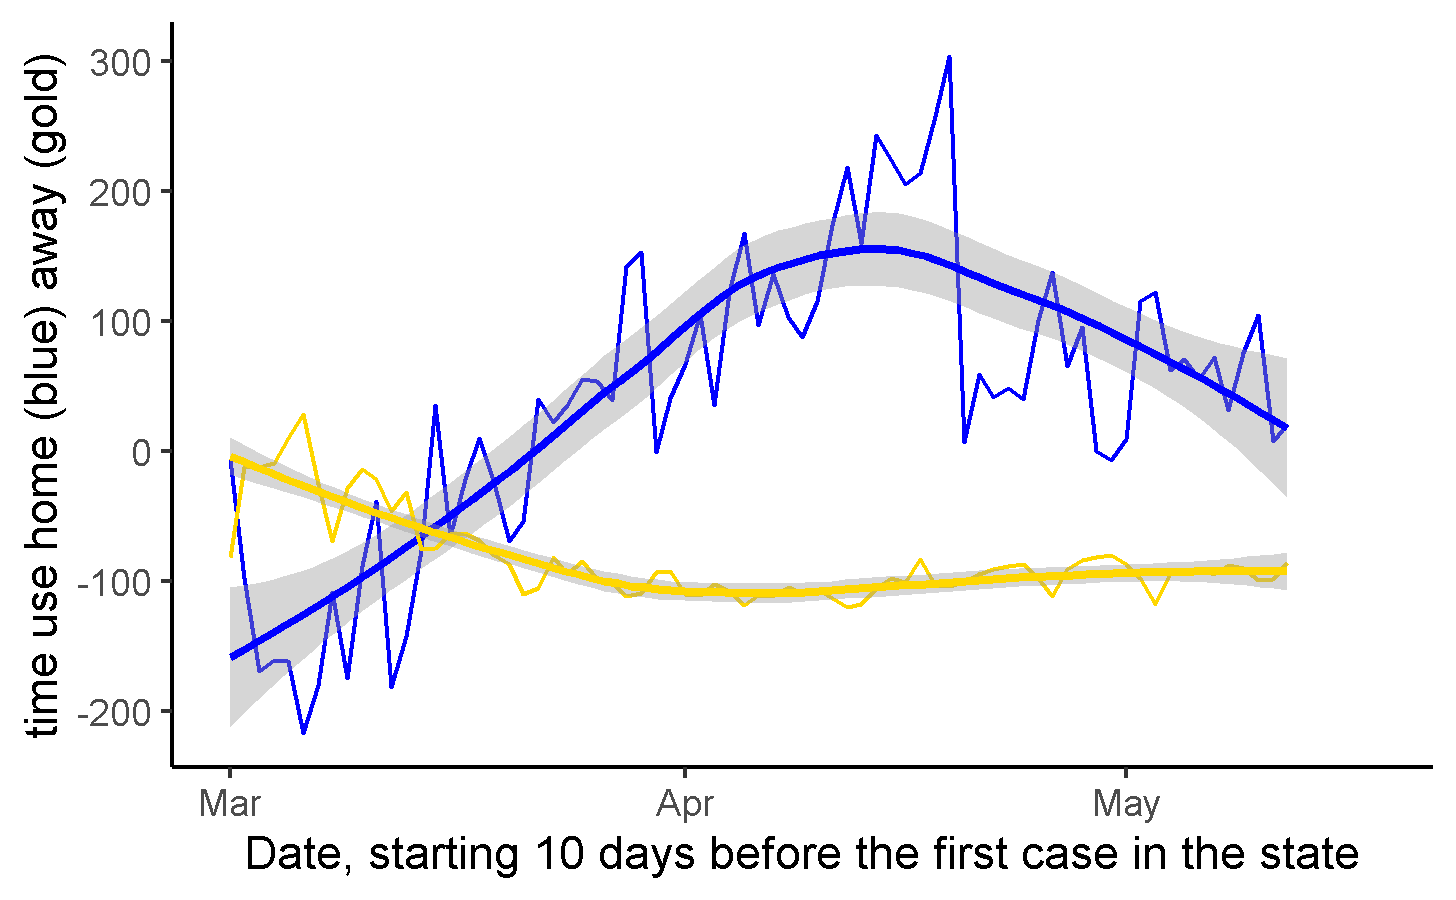 time use home (blue) away (gold)
300
200
100
0
-100
-200
Mar
Apr
May
Date, starting 10 days before the first case in the state